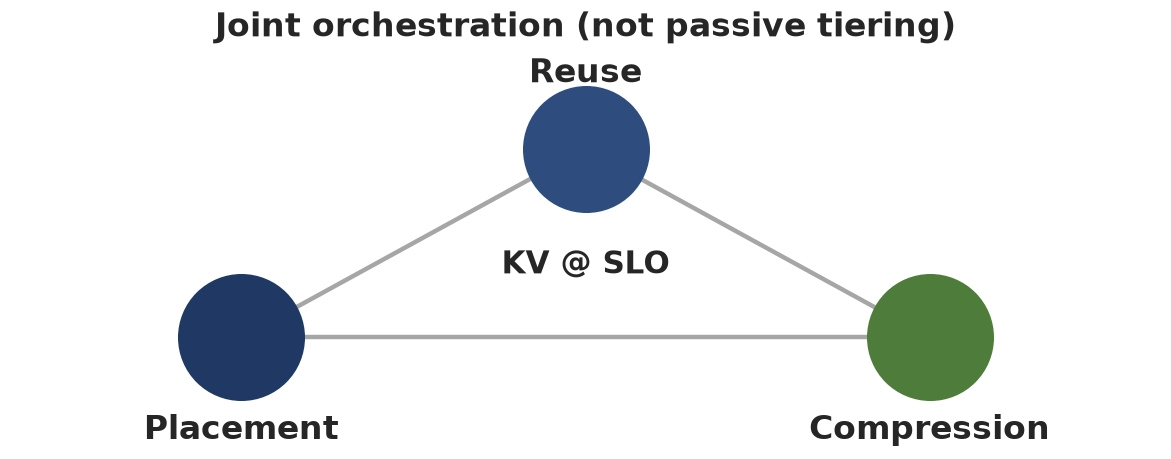 Joint orchestration (not passive tiering)
Reuse
KV @ SLO
Placement
Compression